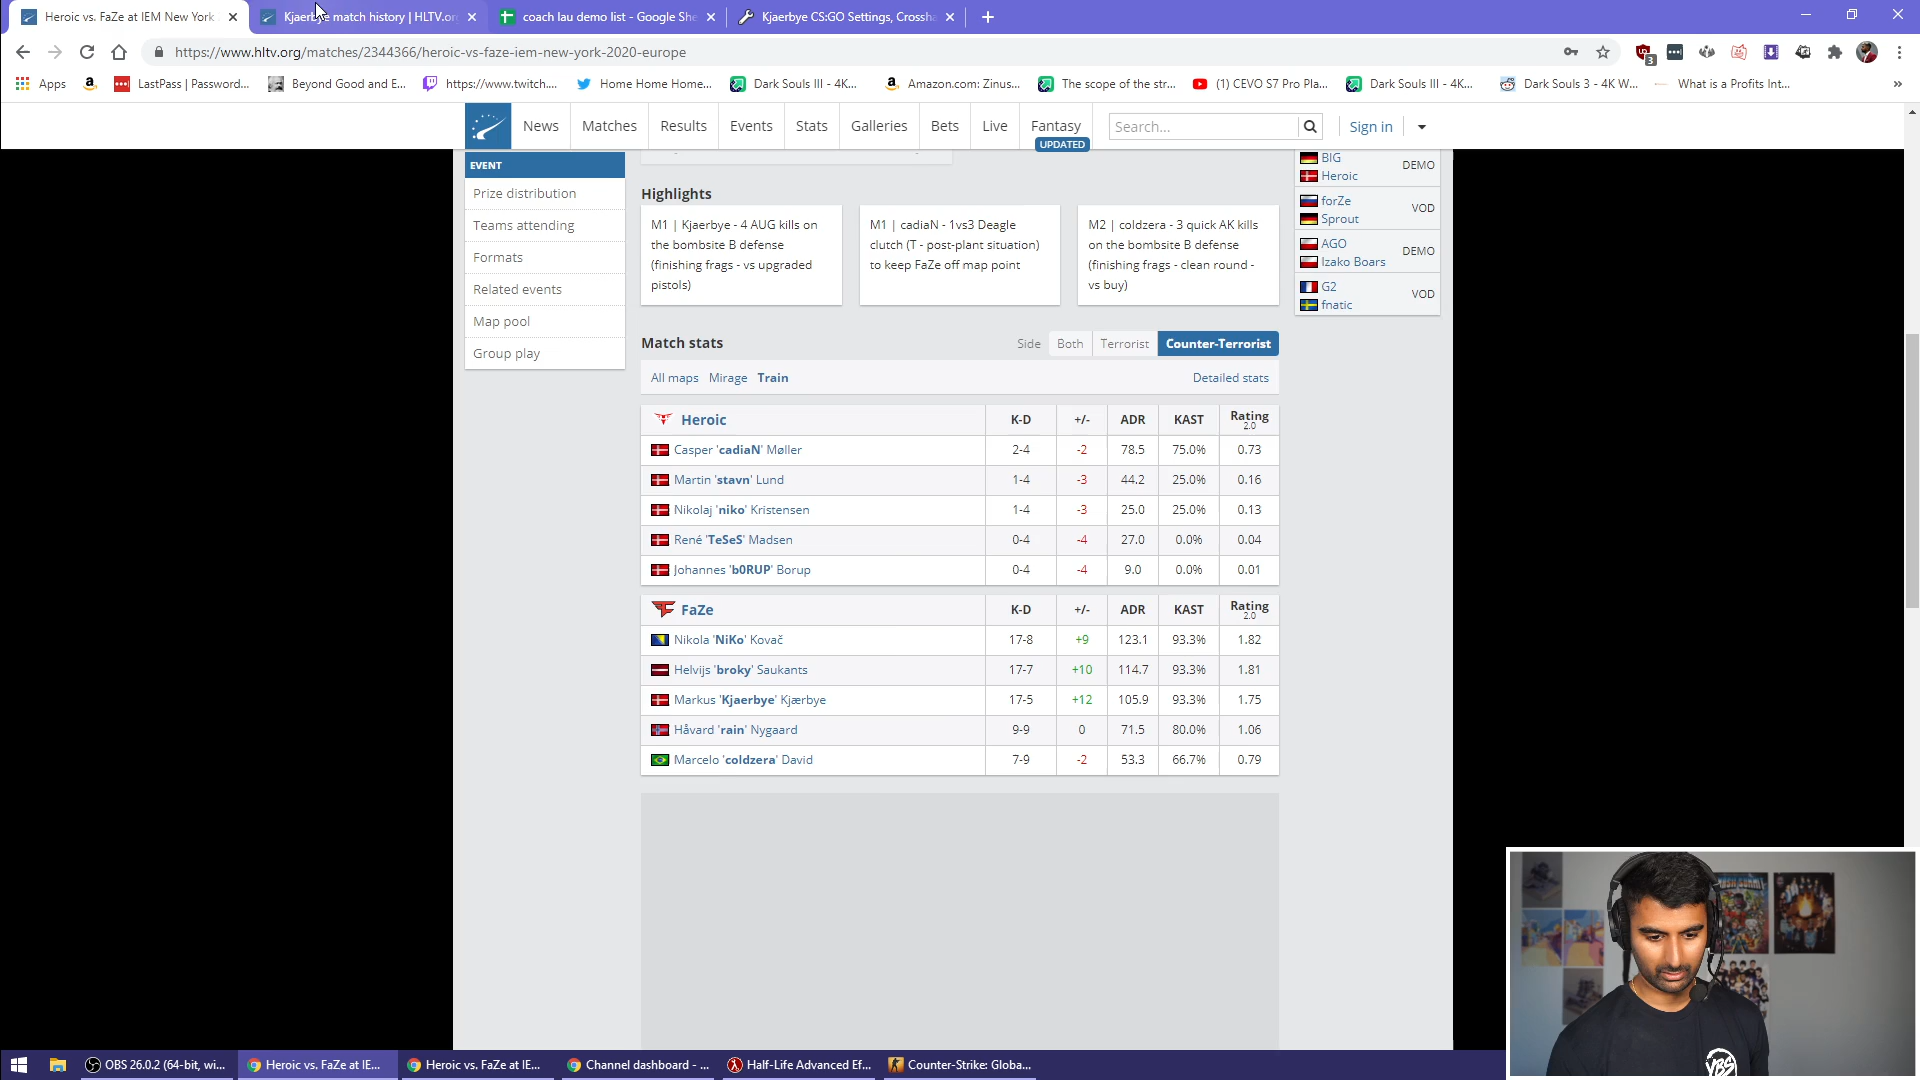 Heroic vs. FaZe at IEM New York
Kjaerbye match history | HLTV.or
coach lau demo list - Google She
Kjaerbye CS:GO Settings, Crossha
https://www.hltv.org/matches/2344366/heroic-vs-faze-iem-new-york-2020-europe
3
Apps
LastPass | Password...
Beyond Good and E...
https://www.twitch....
Home Home Home...
Dark Souls III - 4K...
Amazon.com: Zinus...
The scope of the str...
(1) CEVO S7 Pro Pla...
Dark Souls III - 4K...
Dark Souls 3 - 4K W...
What is a Profits Int...
News
Matches
Results
Stats
Events
Galleries
Bets
Live
Fantasy
UPDATED
Search...
Sign in
EVENT
Prize distribution
Teams attending
Formats
Related events
Map pool
Group play
Highlights
M1 | Kjaerbye - 4 AUG kills on
the bombsite B defense
(finishing frags - vs upgraded
pistols)
M1 | cadiaN - 1vs3 Deagle
clutch (T - post-plant situation)
to keep FaZe off map point
M2 | coldzera - 3 quick AK kills
on the bombsite B defense
(finishing frags - clean round -
vs buy)
BIG
Heroic
DEMO
forZe
Sprout
VOD
AGO
Izako Boars
DEMO
G2
fnatic
VOD
Match stats
Side Both Terrorist Counter-Terrorist
All maps Mirage Train Detailed stats
Heroic K-D +/- ADR KAST Rating 2.0
Casper 'cadiaN' Møller 2-4 -2 78.5 75.0% 0.73
Martin 'stavn' Lund 1-4 -3 44.2 25.0% 0.16
Nikolaj 'niko' Kristensen 1-4 -3 25.0 25.0% 0.13
René 'TeSeS' Madsen 0-4 -4 27.0 0.0% 0.04
Johannes 'b0RUP' Borup 0-4 -4 9.0 0.0% 0.01
FaZe K-D +/- ADR KAST Rating 2.0
Nikola 'NiKo' Kovač 17-8 +9 123.1 93.3% 1.82
Helvijs 'broky' Saukants 17-7 +10 114.7 93.3% 1.81
Markus 'Kjaerbye' Kjærbye 17-5 +12 105.9 93.3% 1.75
Håvard 'rain' Nygaard 9-9 0 71.5 80.0% 1.06
Marcelo 'coldzera' David 7-9 -2 53.3 66.7% 0.79
OBS 26.0.2 (64-bit, wi...
Heroic vs. FaZe at IE...
Heroic vs. FaZe at IE...
Channel dashboard - ...
Half-Life Advanced Ef...
Counter-Strike: Globa...